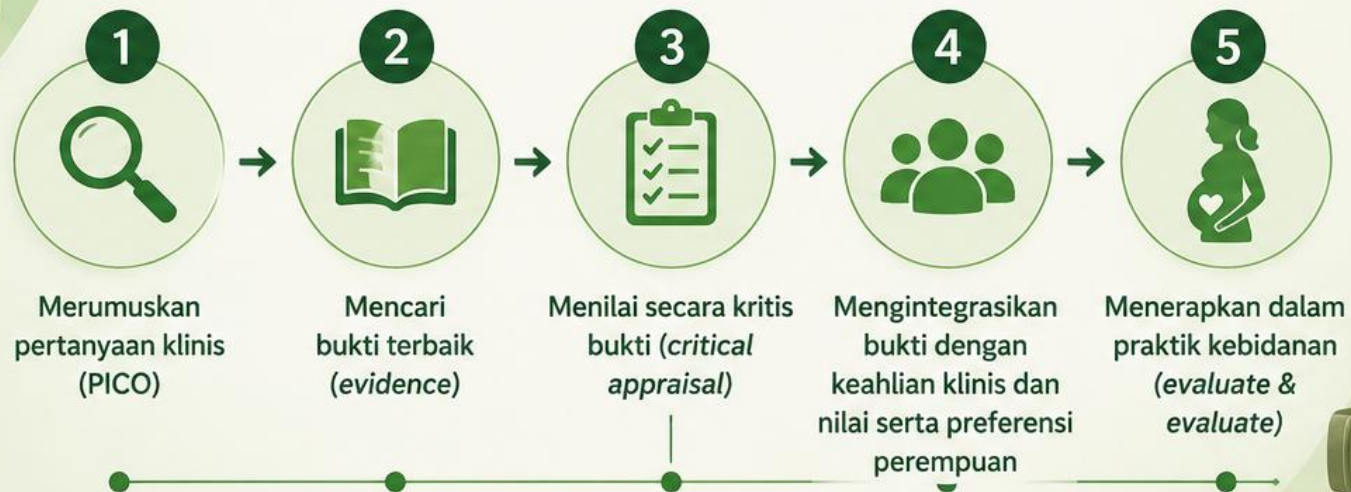 1
2
3
4
5
Merumuskan
pertanyaan klinis
(PICO)
Mencari
bukti terbaik
(evidence)
Menilai secara kritis
bukti (critical
appraisal)
Mengintegrasikan
bukti dengan
keahlian klinis dan
nilai serta preferensi
perempuan
Menerapkan dalam
praktik kebidanan
(evaluate &
evaluate)